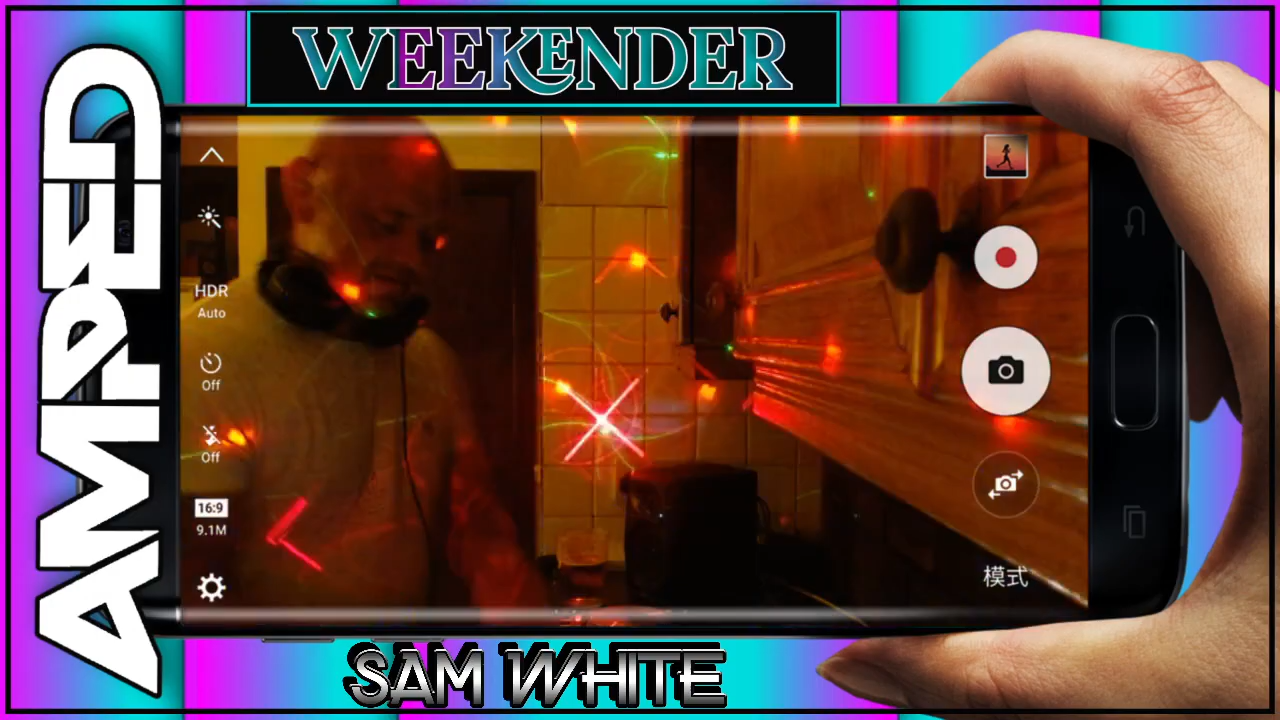 WEEKENDER
AMPED
HDR
Auto
Off
Off
16:9
9.1M
模式
SAM WHITE